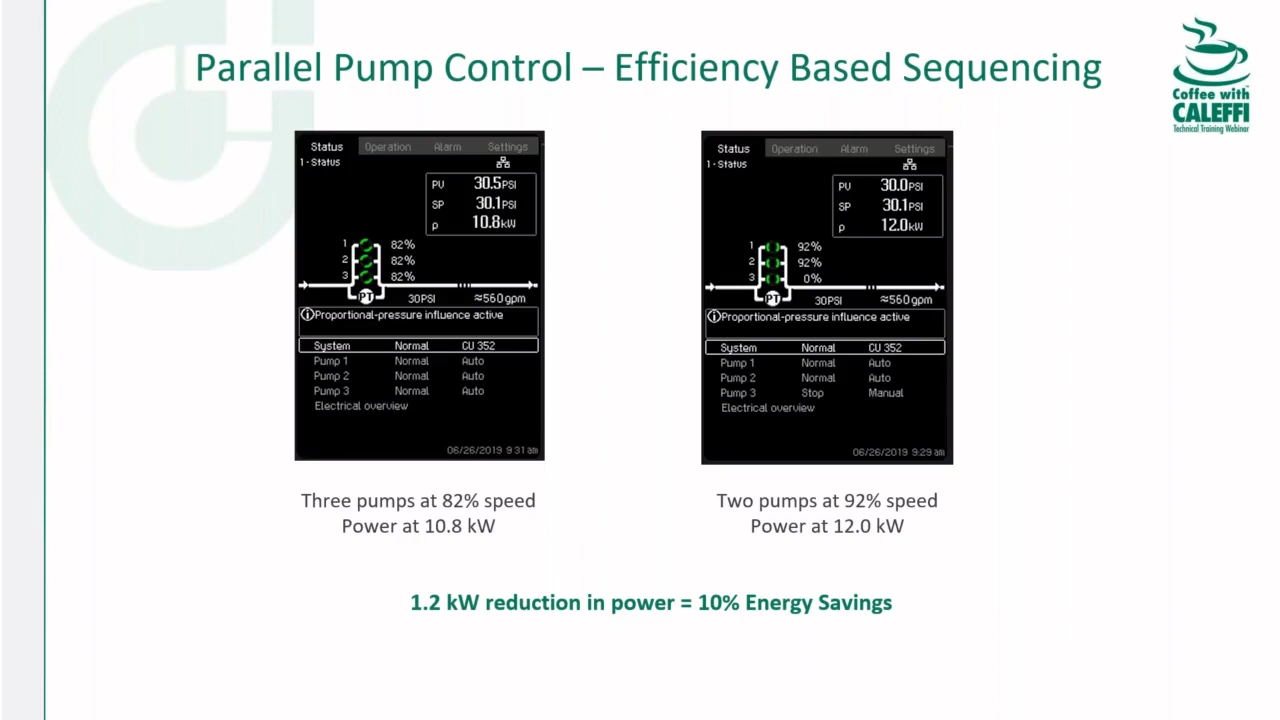 Parallel Pump Control – Efficiency Based Sequencing
Coffee with
CALEFFI
Technical Training Webinar
Status Operation Alarm Settings
1 - Status
PU 30.5PSI
SP 30.1PSI
ρ 10.8kW
1 82%
2 82%
3 82%
PT 30PSI ≈560gpm
Proportional-pressure influence active
System Normal CU 352
Pump 1 Normal Auto
Pump 2 Normal Auto
Pump 3 Normal Auto
Electrical overview
06/26/2019 9:31am
Status Operation Alarm Settings
1 - Status
PU 30.0PSI
SP 30.1PSI
ρ 12.0kW
1 92%
2 92%
3 0%
PT 30PSI ≈560gpm
Proportional-pressure influence active
System Normal CU 352
Pump 1 Normal Auto
Pump 2 Normal Auto
Pump 3 Stop Manual
Electrical overview
06/26/2019 9:29am
Three pumps at 82% speed
Power at 10.8 kW
Two pumps at 92% speed
Power at 12.0 kW
1.2 kW reduction in power = 10% Energy Savings